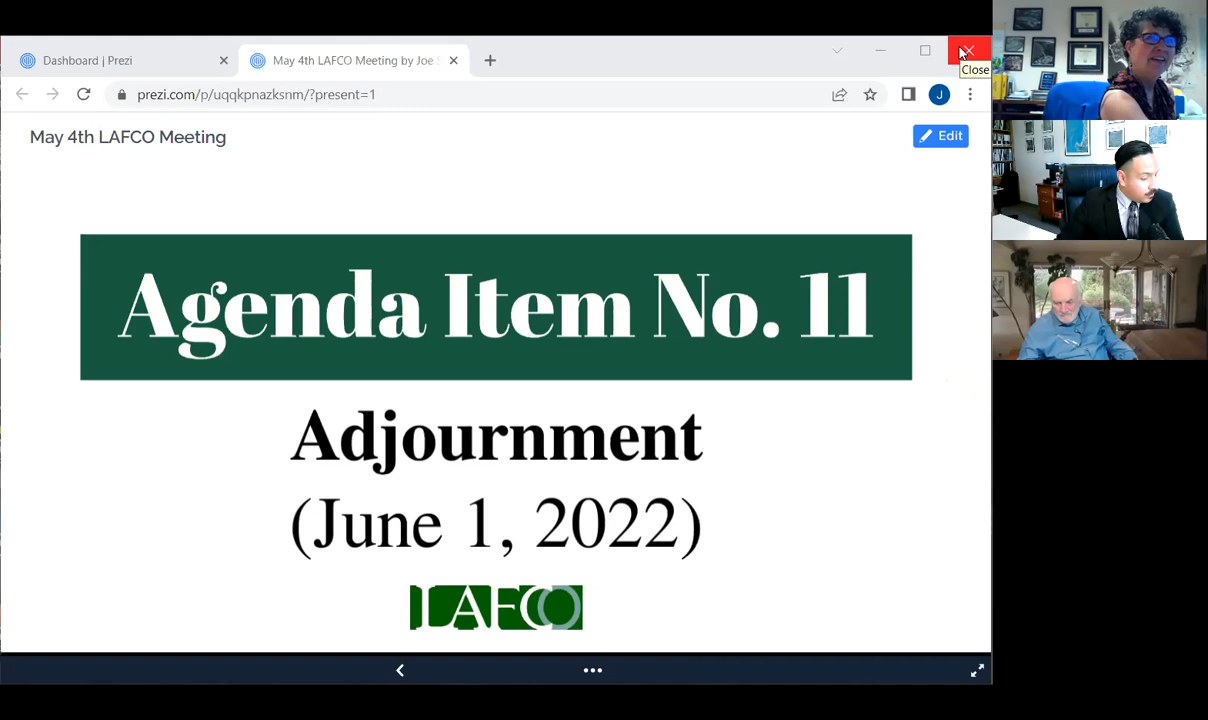 Dashboard | Prezi
May 4th LAFCO Meeting by Joe S
Close
prezi.com/p/uqqkpnazksnm/?present=1
J
May 4th LAFCO Meeting
Edit
Agenda Item No. 11
Adjournment
(June 1, 2022)
LAFCO